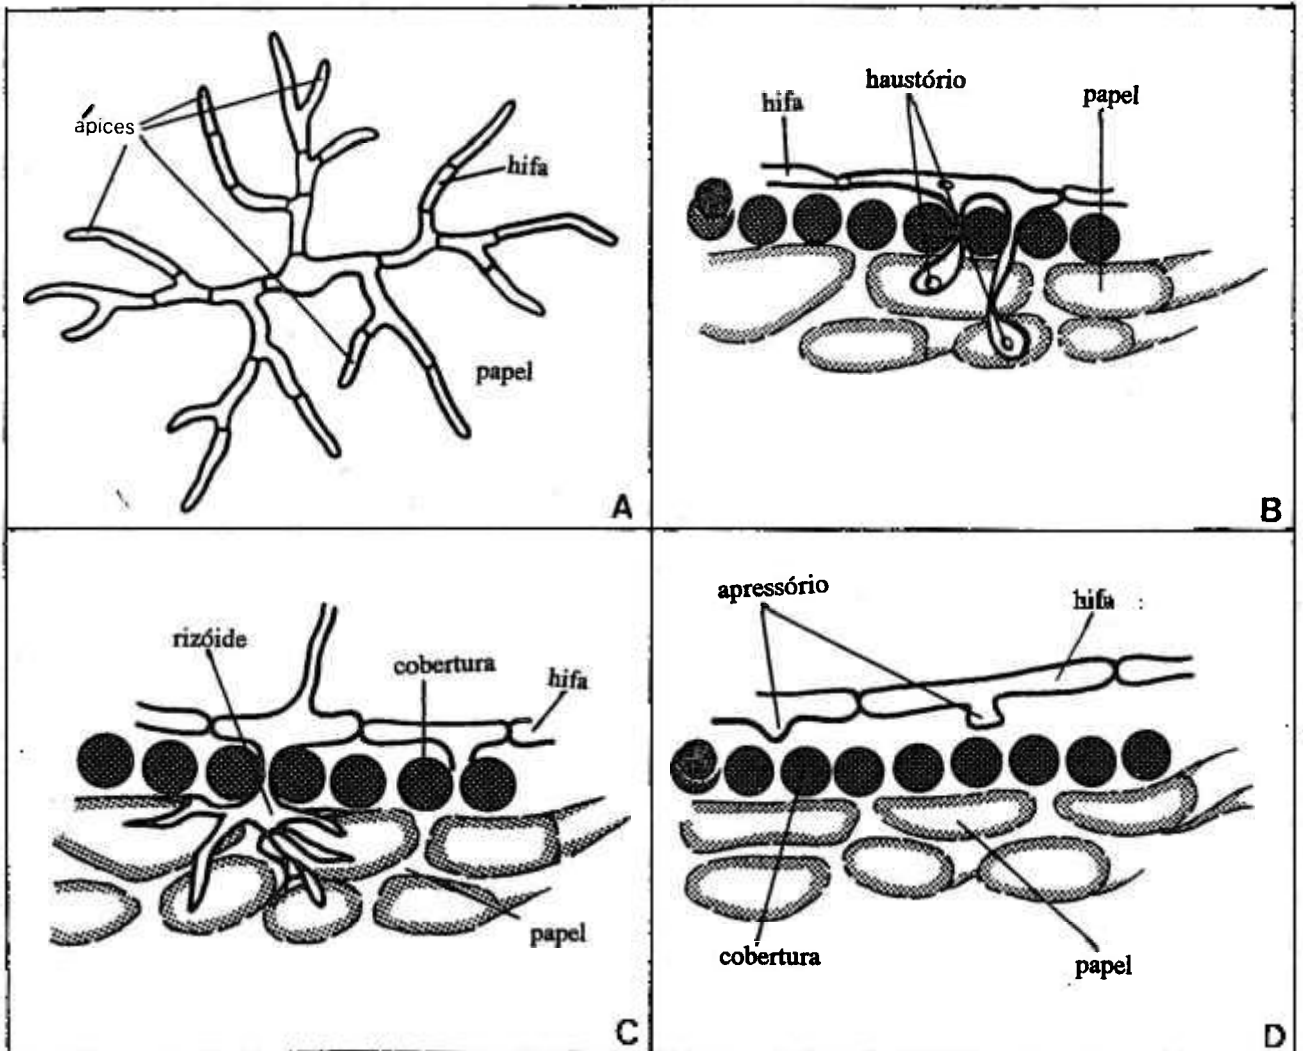 ápices
hifa
papel
A
haustório
hifa
papel
B
rizóide
cobertura
hifa
papel
C
apressório
hifa
cobertura
papel
D